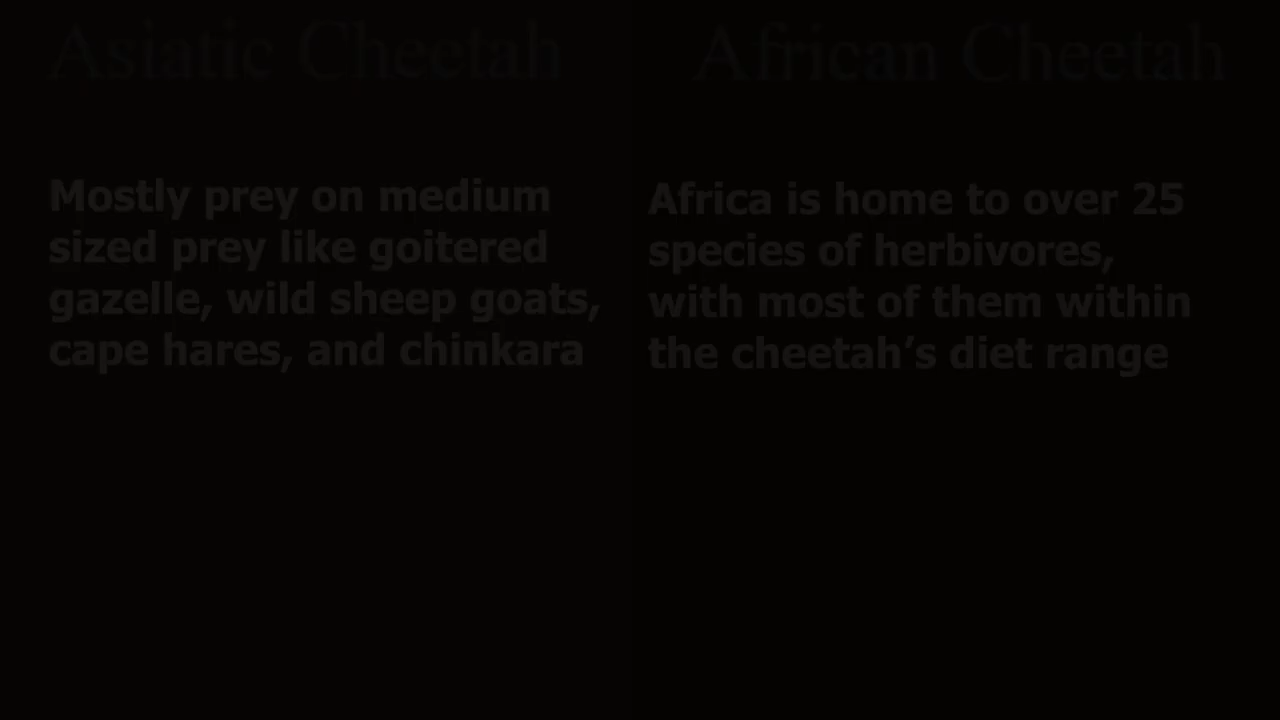 Asiatic Cheetah
African Cheetah
Mostly prey on medium
sized prey like goitered
gazelle, wild sheep goats,
cape hares, and chinkara
Africa is home to over 25
species of herbivores,
with most of them within
the cheetah’s diet range